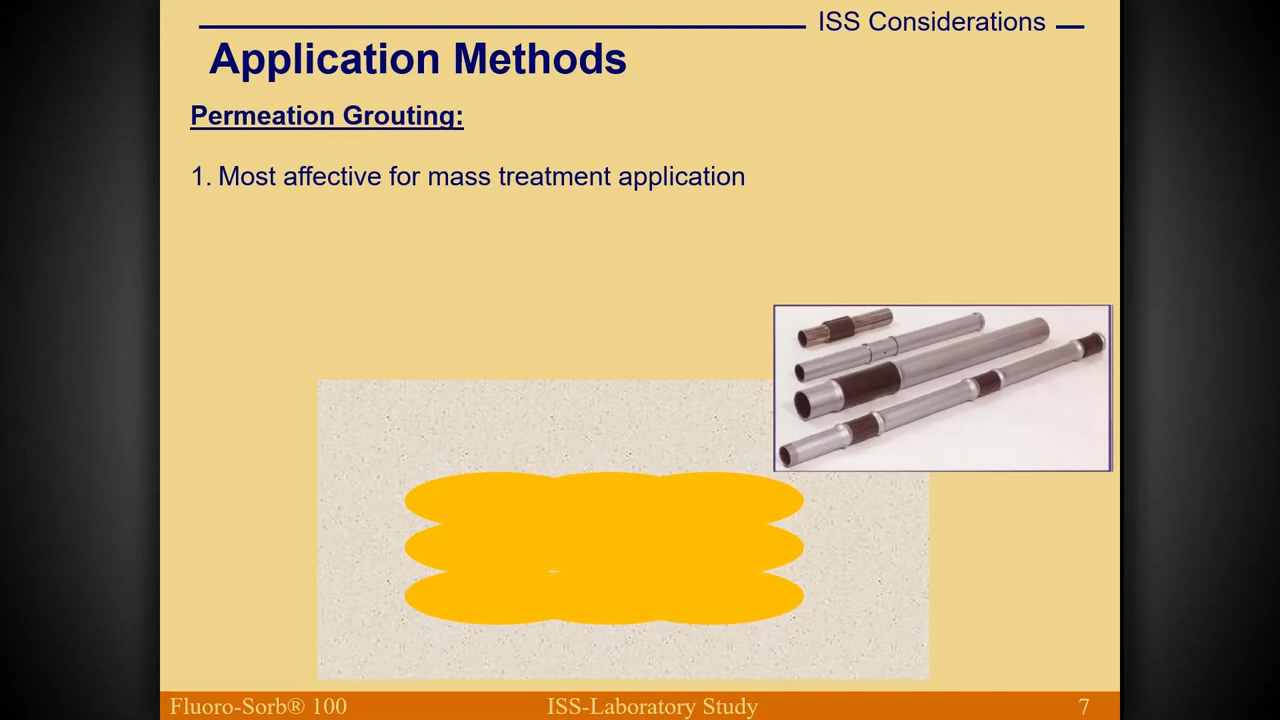 ISS Considerations
Application Methods
Permeation Grouting:
1. Most affective for mass treatment application
Fluoro-Sorb® 100 ISS-Laboratory Study 7